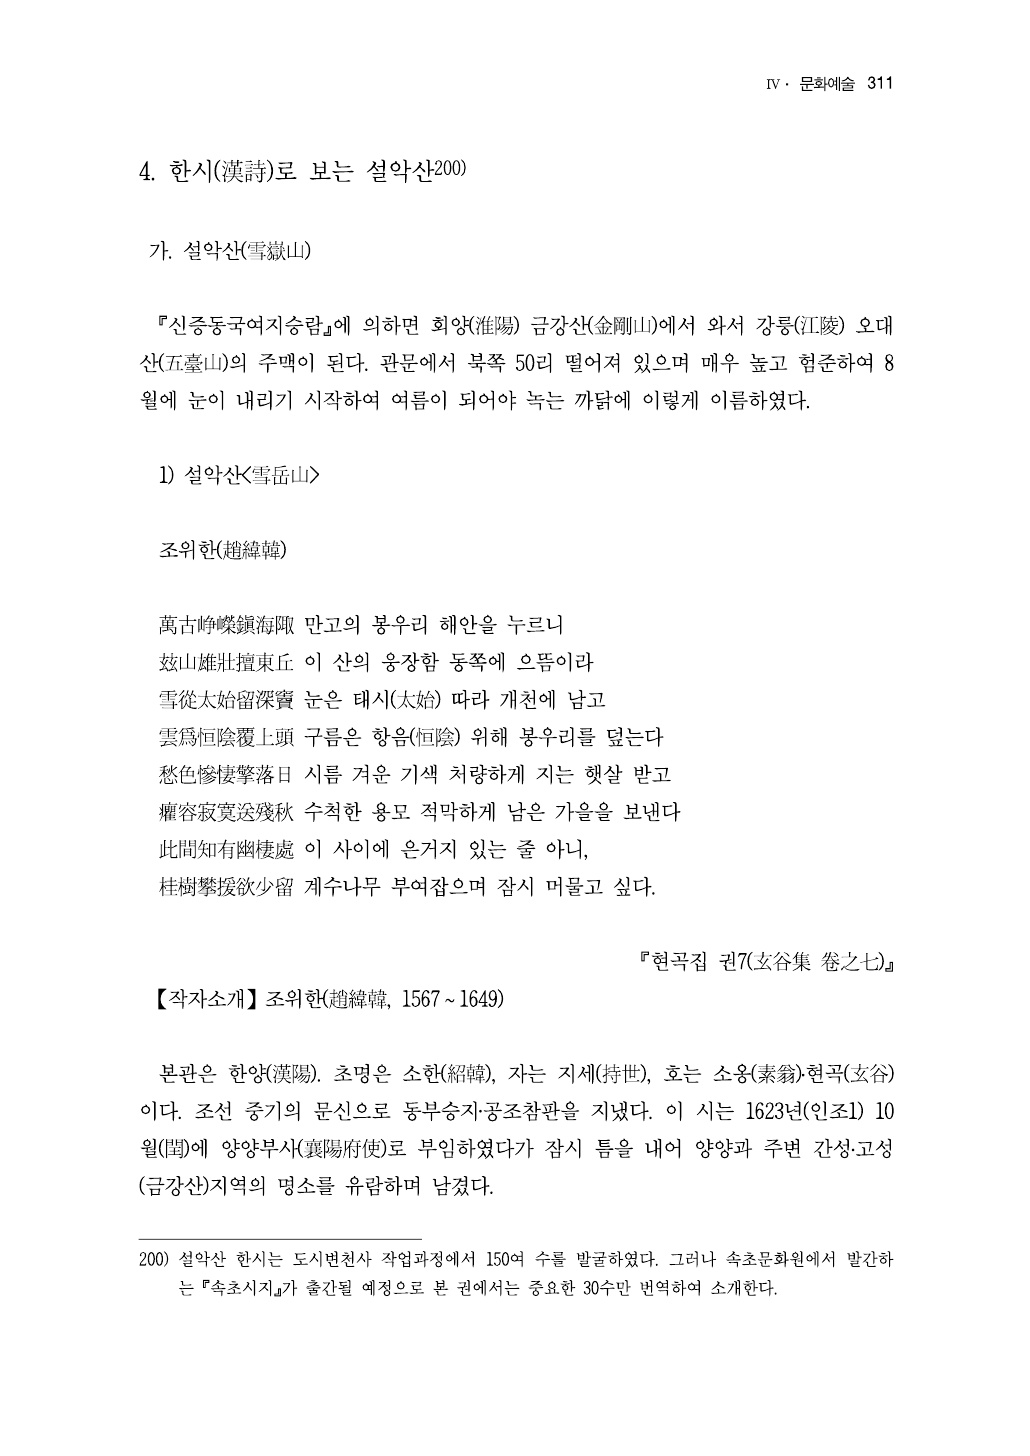 Ⅳ· 문화예술 311
4. 한시(漢詩)로 보는 설악산200)
가. 설악산(雪嶽山)
『신증동국여지승람』에 의하면 회양(淮陽) 금강산(金剛山)에서 와서 강릉(江陵) 오대
산(五臺山)의 주맥이 된다. 관문에서 북쪽 50리 떨어져 있으며 매우 높고 험준하여 8
월에 눈이 내리기 시작하여 여름이 되어야 녹는 까닭에 이렇게 이름하였다.
1) 설악산<雪岳山>
조위한(趙緯韓)
萬古崢嶸鎭海陬 만고의 봉우리 해안을 누르니
玆山雄壯擅東丘 이 산의 웅장함 동쪽에 으뜸이라
雪從太始留深竇 눈은 태시(太始) 따라 개천에 남고
雲爲恒陰覆上頭 구름은 항음(恒陰) 위해 봉우리를 덮는다
愁色慘悽擎落日 시름 겨운 기색 처량하게 지는 햇살 받고
癯容寂寞送殘秋 수척한 용모 적막하게 남은 가을을 보낸다
此間知有幽棲處 이 사이에 은거지 있는 줄 아니,
桂樹攀援欲少留 계수나무 부여잡으며 잠시 머물고 싶다.
『현곡집 권7(玄谷集 卷之七)』
【작자소개】 조위한(趙緯韓, 1567~1649)
본관은 한양(漢陽). 초명은 소한(紹韓), 자는 지세(持世), 호는 소옹(素翁)·현곡(玄谷)
이다. 조선 중기의 문신으로 동부승지·공조참판을 지냈다. 이 시는 1623년(인조1) 10
월(閏)에 양양부사(襄陽府使)로 부임하였다가 잠시 틈을 내어 양양과 주변 간성·고성
(금강산)지역의 명소를 유람하며 남겼다.
200) 설악산 한시는 도시변천사 작업과정에서 150여 수를 발굴하였다. 그러나 속초문화원에서 발간하
는 『속초시지』가 출간될 예정으로 본 권에서는 중요한 30수만 번역하여 소개한다.